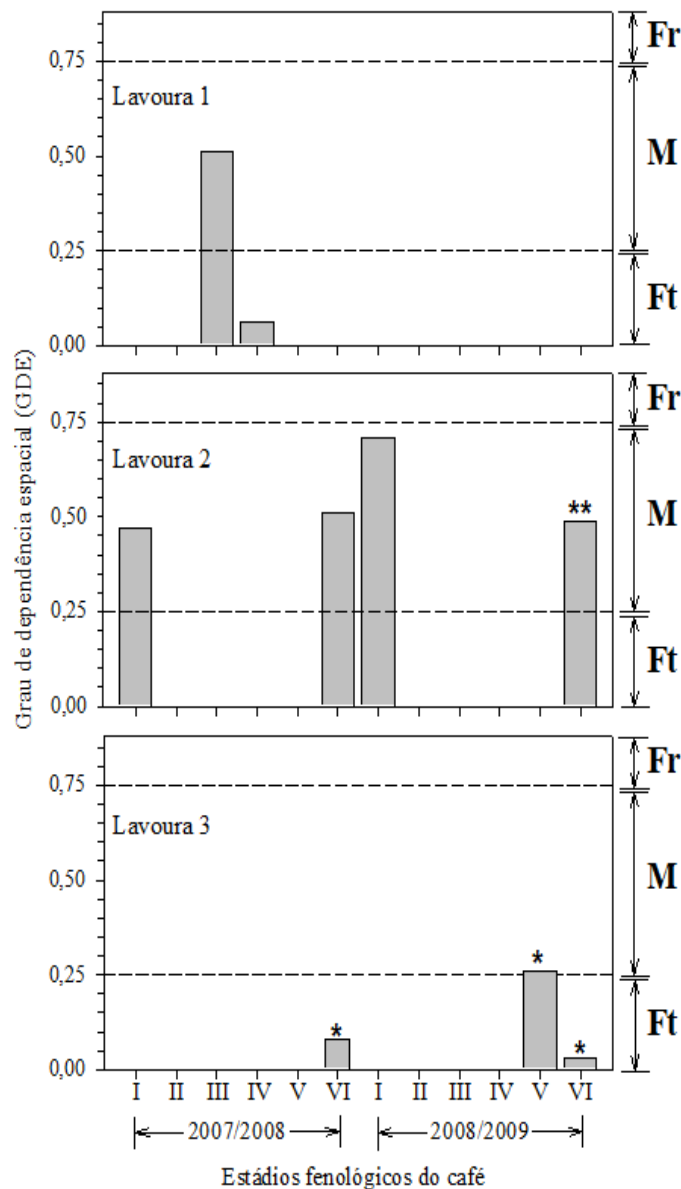 Grau de dependência espacial (GDE)
Lavoura 1
0,75
0,50
0,25
0,00
Fr
M
Ft
Lavoura 2
0,75
0,50
0,25
0,00
**
Fr
M
Ft
Lavoura 3
0,75
0,50
0,25
0,00
* * *
Fr
M
Ft
I II III IV V VI I II III IV V VI
2007/2008 2008/2009
Estádios fenológicos do café